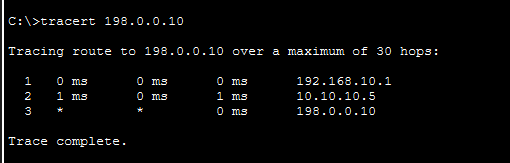 C:\>tracert 198.0.0.10
Tracing route to 198.0.0.10 over a maximum of 30 hops:
1 0 ms 0 ms 0 ms 192.168.10.1
2 1 ms 0 ms 1 ms 10.10.10.5
3 * * 0 ms 198.0.0.10
Trace complete.